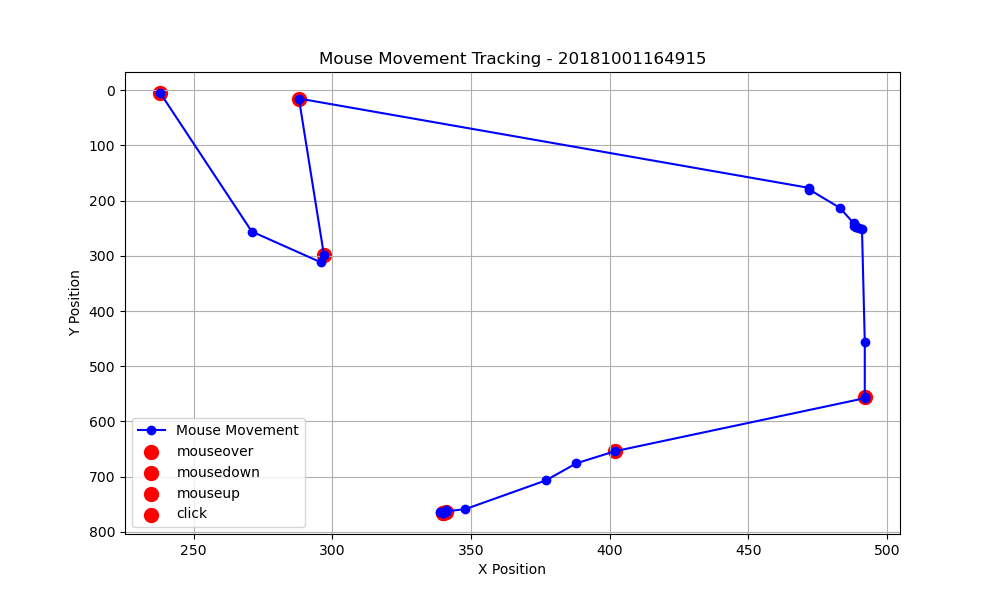 Mouse Movement Tracking - 20181001164915
0
100
200
300
400
500
600
700
800
Y Position
Mouse Movement
mouseover
mousedown
mouseup
click
250
300
350
400
450
500
X Position